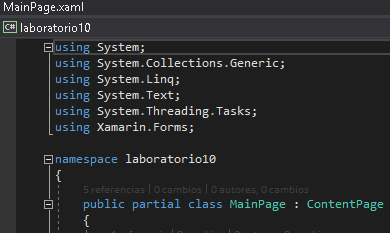 MainPage.xaml
C# laboratorio10
using System;
using System.Collections.Generic;
using System.Linq;
using System.Text;
using System.Threading.Tasks;
using Xamarin.Forms;
namespace laboratorio10
{
5 referencias | 0 cambios | 0 autores, 0 cambios
public partial class MainPage : ContentPage
{